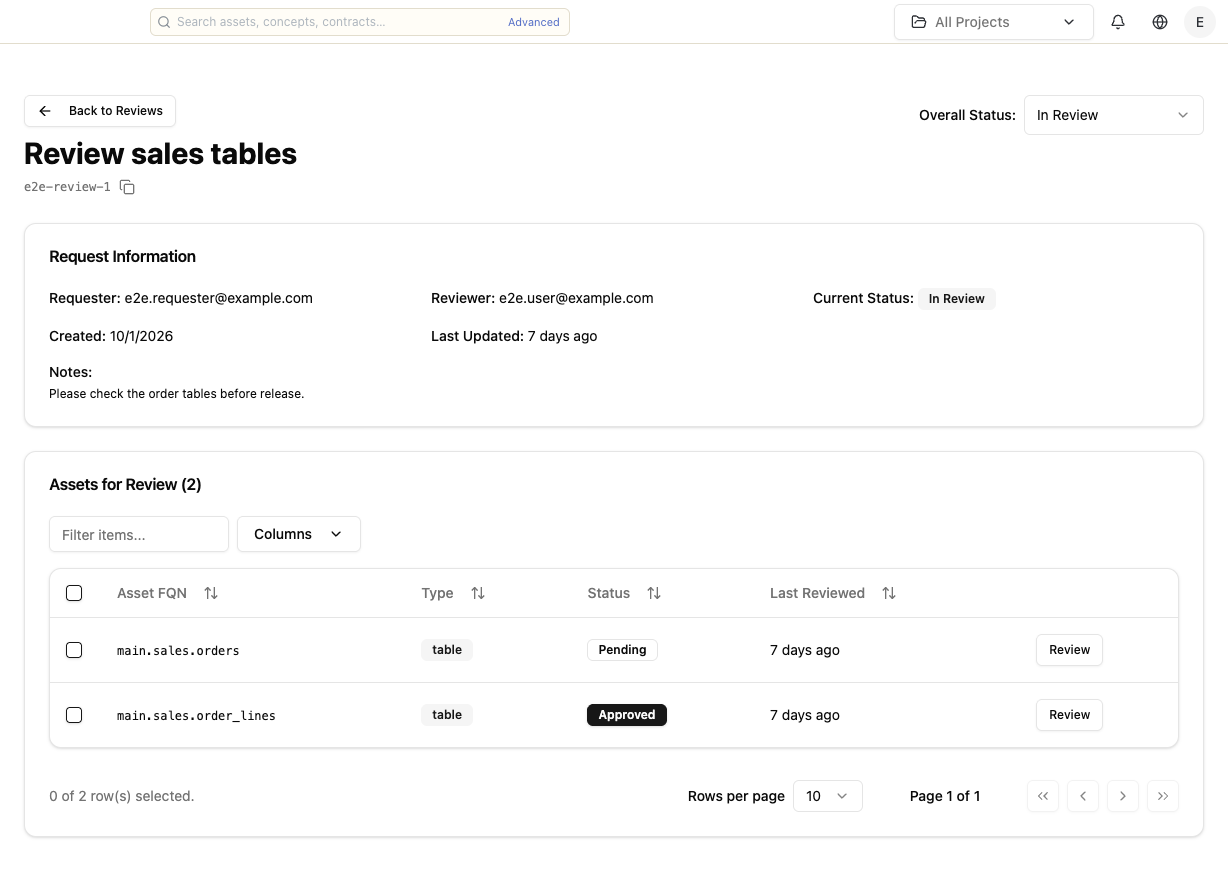 Search assets, concepts, contracts... Advanced
All Projects
E
Back to Reviews
Overall Status: In Review
Review sales tables
e2e-review-1
Request Information
Requester: e2e.requester@example.com
Reviewer: e2e.user@example.com
Current Status: In Review
Created: 10/1/2026
Last Updated: 7 days ago
Notes:
Please check the order tables before release.
Assets for Review (2)
Filter items...
Columns
Asset FQN Type Status Last Reviewed
main.sales.orders table Pending 7 days ago Review
main.sales.order_lines table Approved 7 days ago Review
0 of 2 row(s) selected.
Rows per page 10
Page 1 of 1